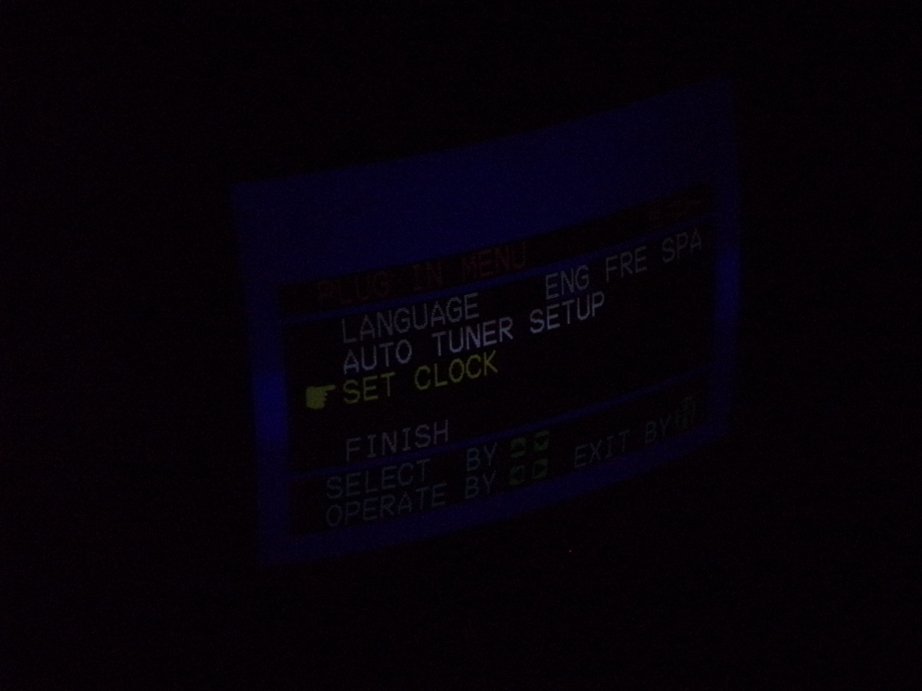 PLUG IN MENU
LANGUAGE ENG FRE SPA
AUTO TUNER SETUP
SET CLOCK
FINISH
SELECT BY
OPERATE BY EXIT BY